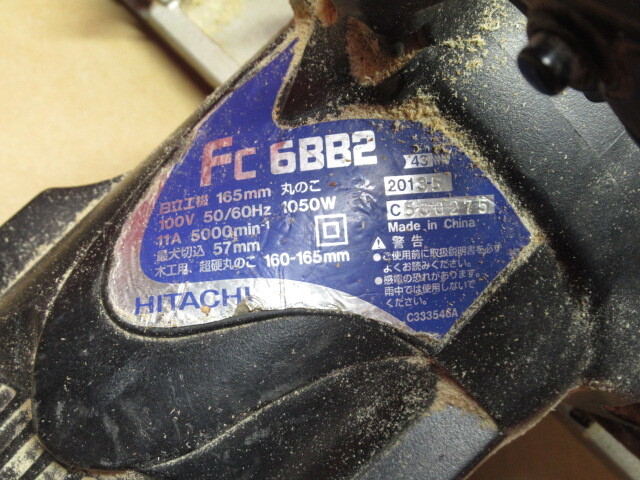 FC 6BB2
日立工機 165mm 丸のこ
100V 50/60Hz 1050W
11A 5000min-1
最大切込 57mm
木工用、超硬丸のこ 160-165mm
HITACHI
43
2013-
C
Made in China
⚠警告
●ご使用前に取扱説明書を必ず
よくお読みください。
●感電の恐れがあります。
雨中では使用しないで
ください。
C333546A